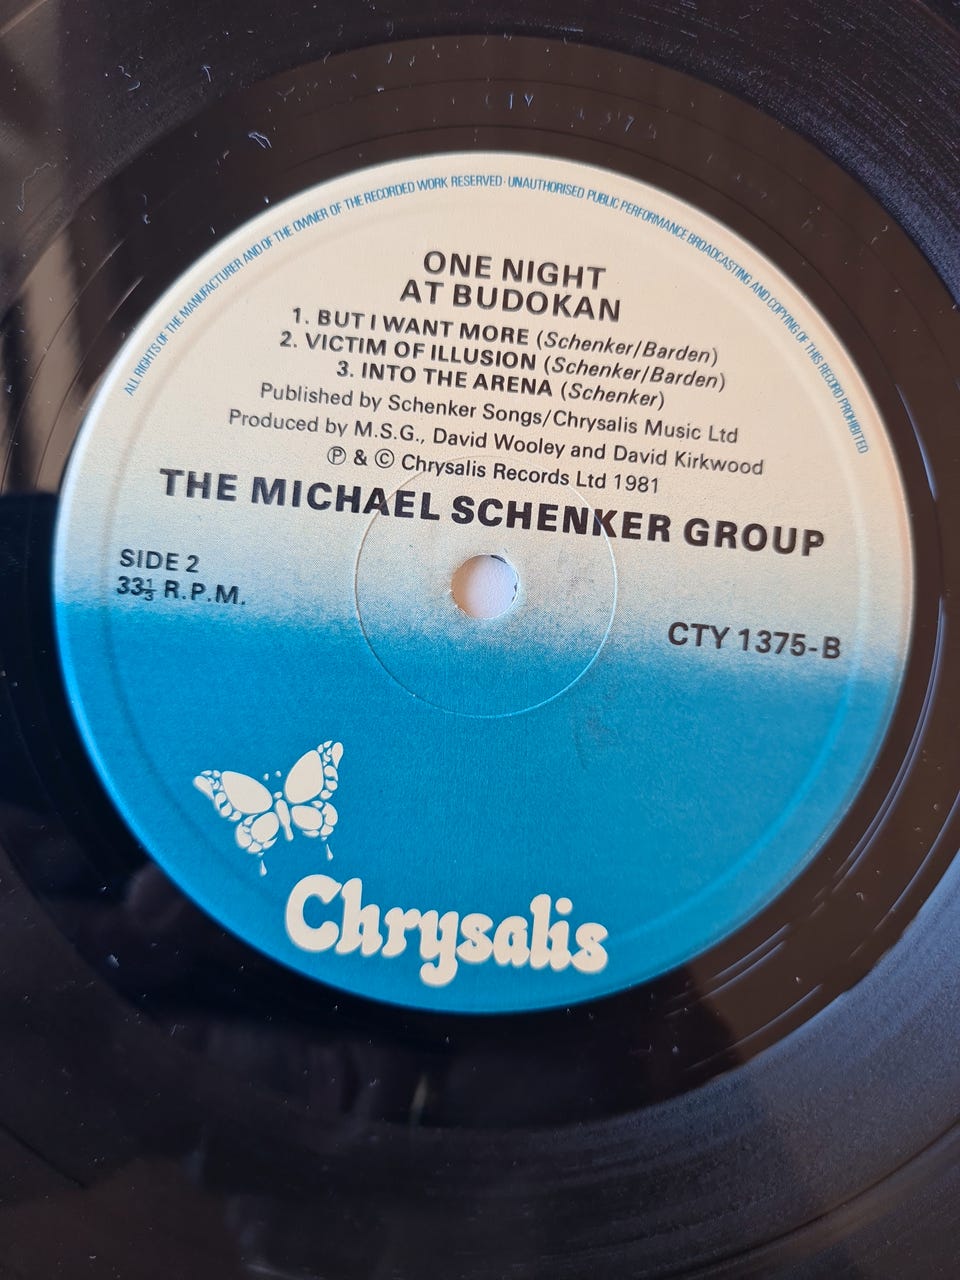 CTY 1375
ALL RIGHTS OF THE MANUFACTURER AND OF THE OWNER OF THE RECORDED WORK RESERVED · UNAUTHORISED PUBLIC PERFORMANCE BROADCASTING AND COPYING OF THIS RECORD PROHIBITED
ONE NIGHT
AT BUDOKAN
1. BUT I WANT MORE (Schenker/Barden)
2. VICTIM OF ILLUSION (Schenker/Barden)
3. INTO THE ARENA (Schenker)
Published by Schenker Songs/Chrysalis Music Ltd
Produced by M.S.G., David Wooley and David Kirkwood
Ⓟ & © Chrysalis Records Ltd 1981
THE MICHAEL SCHENKER GROUP
SIDE 2
33⅓ R.P.M.
CTY 1375-B
Chrysalis